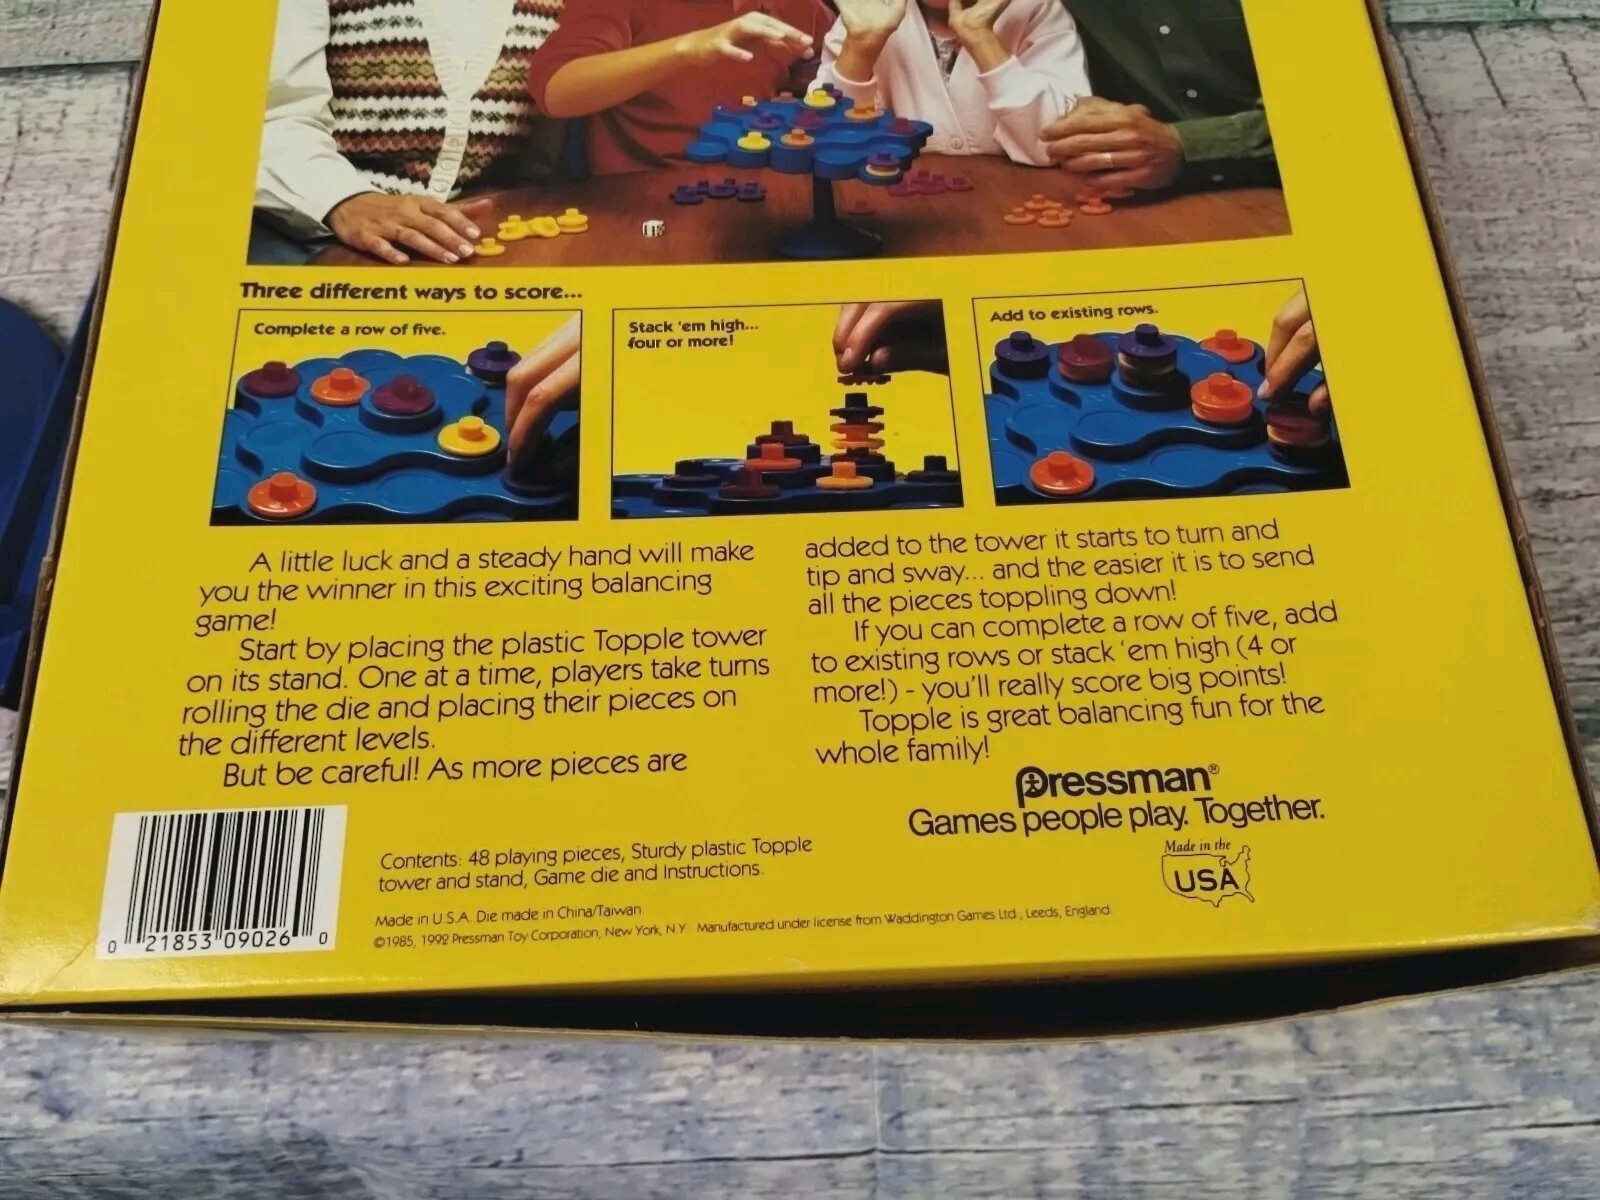 Three different ways to score...
Complete a row of five.
Stack 'em high...
four or more!
Add to existing rows.
A little luck and a steady hand will make
you the winner in this exciting balancing
game!
Start by placing the plastic Topple tower
on its stand. One at a time, players take turns
rolling the die and placing their pieces on
the different levels.
But be careful! As more pieces are
added to the tower it starts to turn and
tip and sway... and the easier it is to send
all the pieces toppling down!
If you can complete a row of five, add
to existing rows or stack 'em high (4 or
more!) - you'll really score big points!
Topple is great balancing fun for the
whole family!
Pressman®
Games people play. Together.
Made in the
USA
Contents: 48 playing pieces, Sturdy plastic Topple
tower and stand, Game die and Instructions.
Made in U.S.A. Die made in China/Taiwan.
©1985, 1992 Pressman Toy Corporation, New York, N.Y. Manufactured under license from Waddington Games Ltd., Leeds, England.
0 21853 09026 0